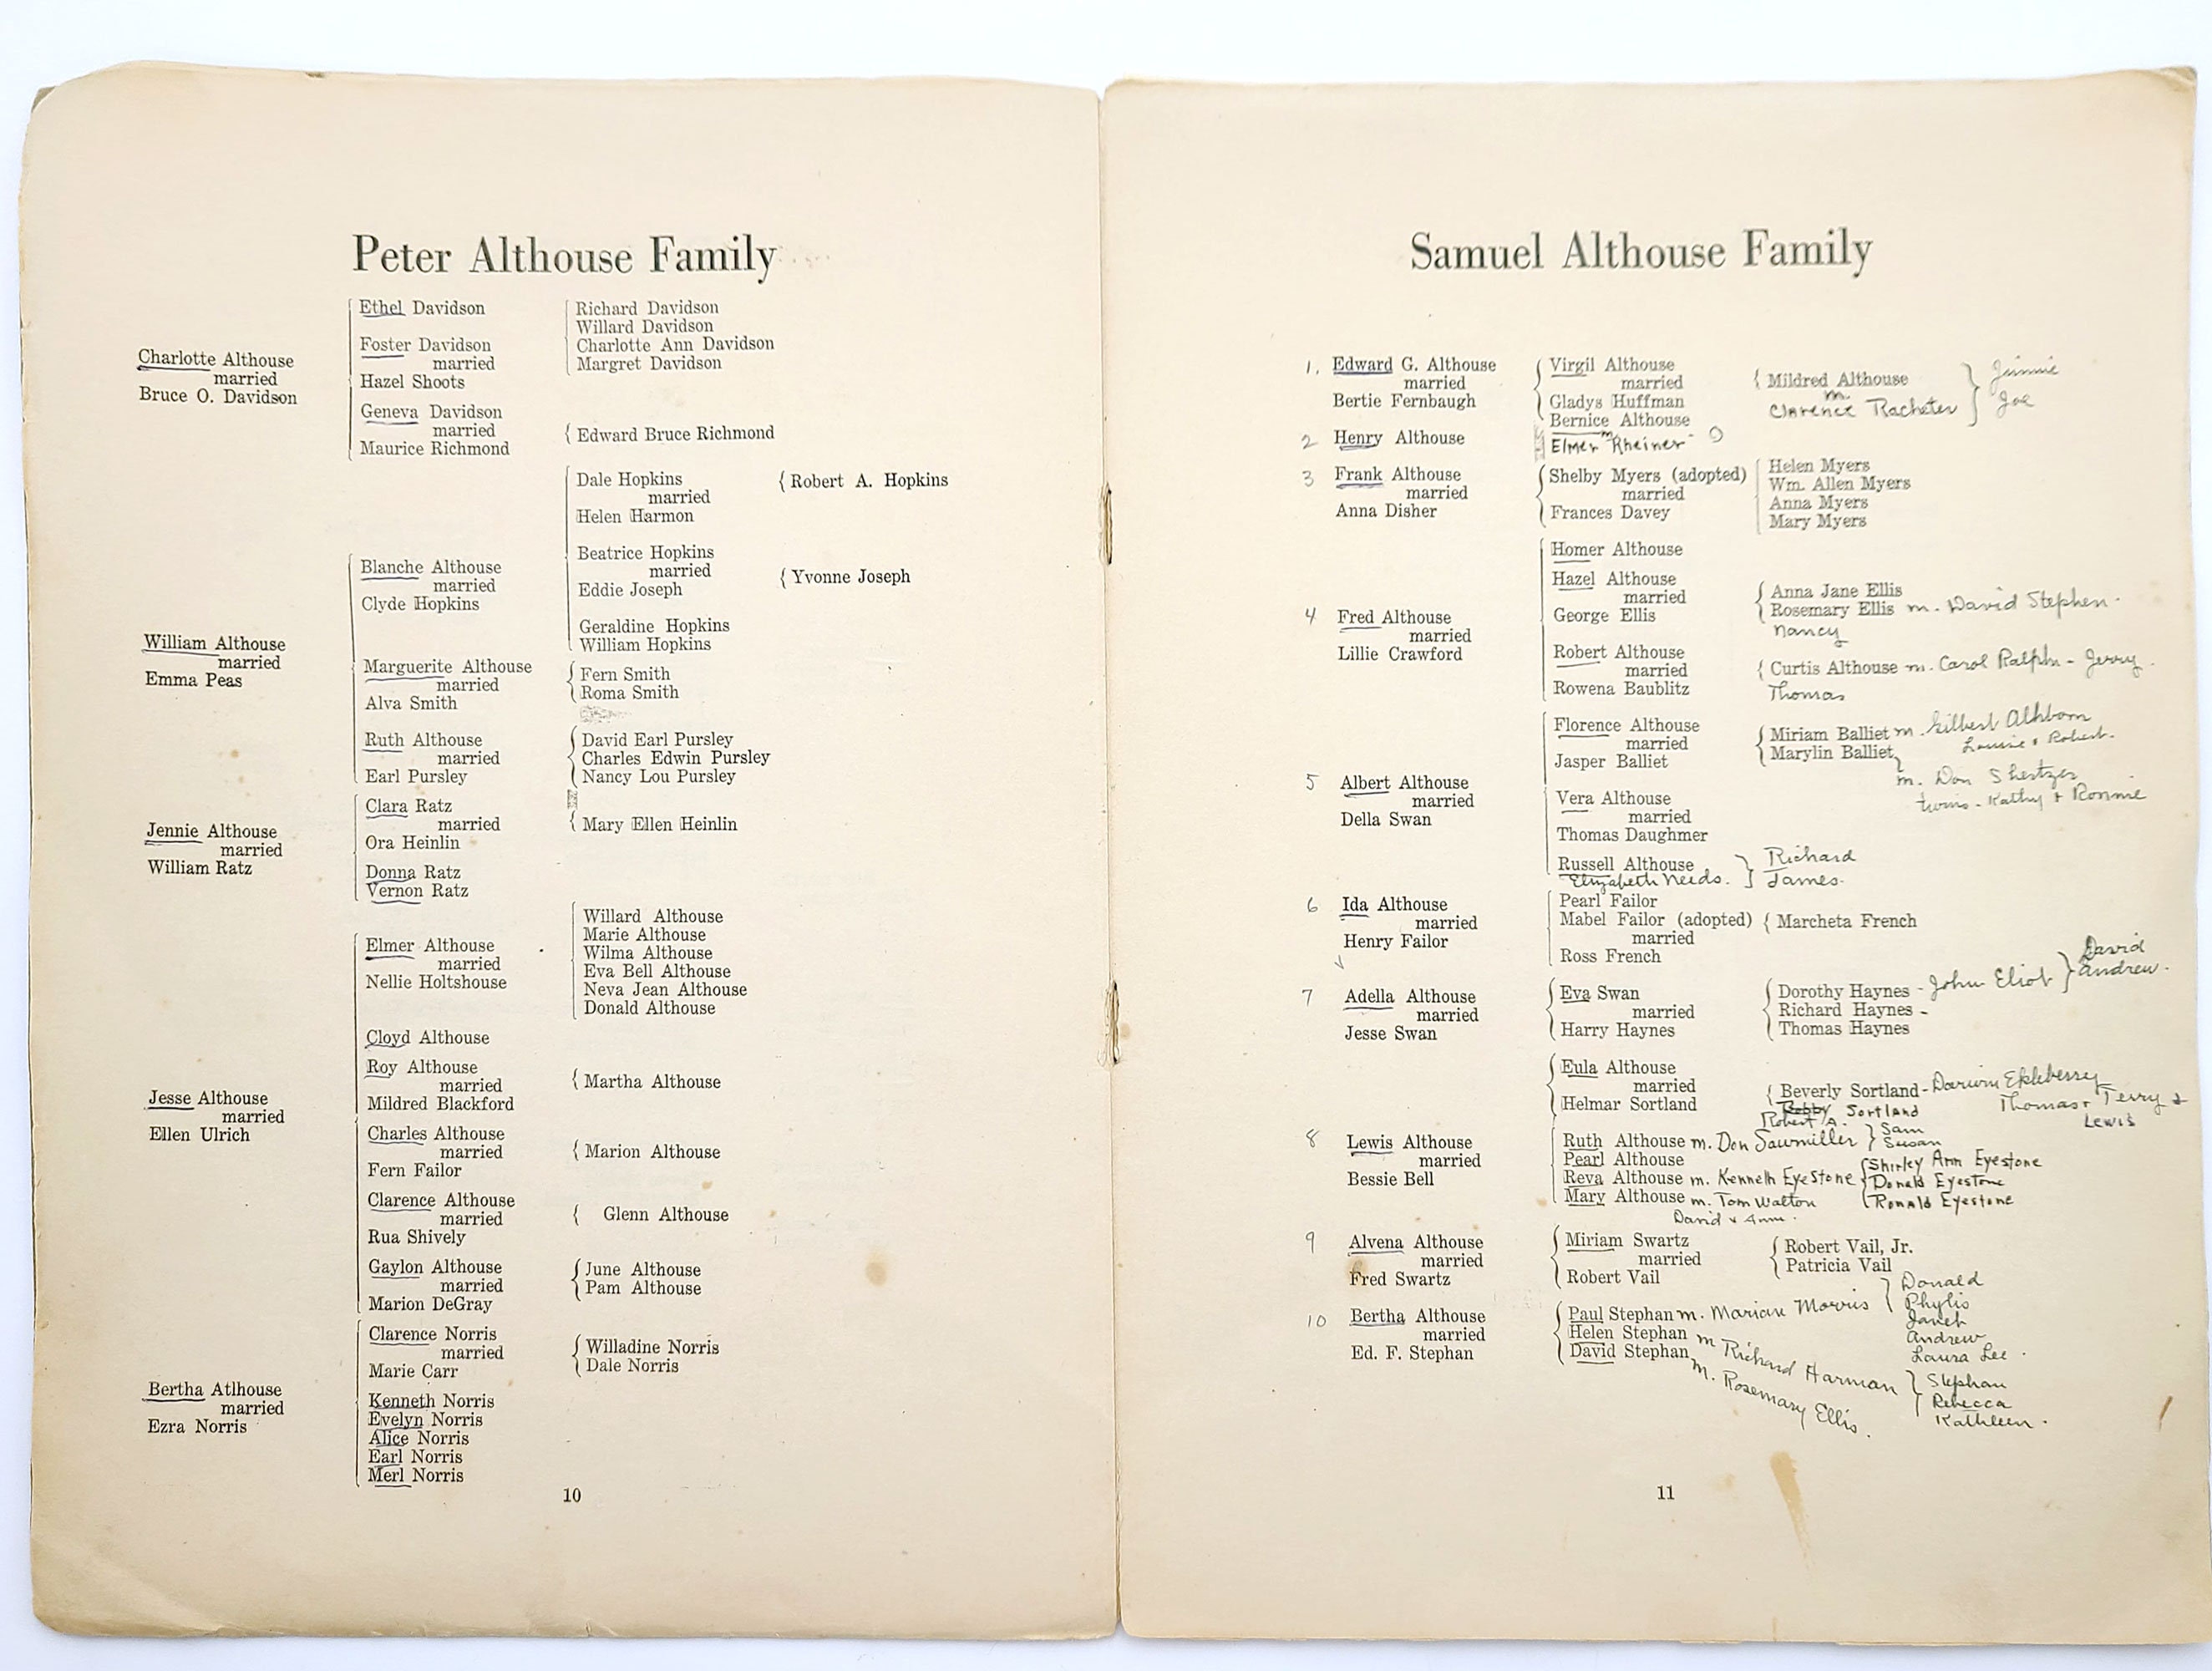 Peter Althouse Family
Ethel Davidson
Richard Davidson
Willard Davidson
Foster Davidson
Charlotte Ann Davidson
married
Margret Davidson
Hazel Shoots
Charlotte Althouse
married
Bruce O. Davidson
Geneva Davidson
married
Edward Bruce Richmond
Maurice Richmond
Dale Hopkins
married
Helen Harmon
Robert A. Hopkins
Beatrice Hopkins
married
Eddie Joseph
Yvonne Joseph
Blanche Althouse
married
Clyde Hopkins
Geraldine Hopkins
William Hopkins
William Althouse
married
Emma Peas
Marguerite Althouse
married
Alva Smith
Fern Smith
Roma Smith
Ruth Althouse
married
Earl Pursley
David Earl Pursley
Charles Edwin Pursley
Nancy Lou Pursley
Clara Ratz
married
Ora Heinlin
Mary Ellen Heinlin
Jennie Althouse
married
William Ratz
Donna Ratz
Vernon Ratz
Willard Althouse
Marie Althouse
Wilma Althouse
Eva Bell Althouse
Neva Jean Althouse
Donald Althouse
Elmer Althouse
married
Nellie Holtshouse
Cloyd Althouse
Roy Althouse
married
Mildred Blackford
Martha Althouse
Jesse Althouse
married
Ellen Ulrich
Charles Althouse
married
Fern Failor
Marion Althouse
Clarence Althouse
married
Rua Shively
Glenn Althouse
Gaylon Althouse
married
Marion DeGray
June Althouse
Pam Althouse
Clarence Norris
married
Marie Carr
Willadine Norris
Dale Norris
Bertha Atlhouse
married
Ezra Norris
Kenneth Norris
Evelyn Norris
Alice Norris
Earl Norris
Merl Norris
10
Samuel Althouse Family
1. Edward G. Althouse
married
Bertie Fernbaugh
Virgil Althouse
married
Gladys Huffman
Mildred Althouse
m.
Clarence Racheter
Jimmie
Joe
Bernice Althouse
m
Elmer Rheiner
2 Henry Althouse
3 Frank Althouse
married
Anna Disher
Shelby Myers (adopted)
married
Frances Davey
Helen Myers
Wm. Allen Myers
Anna Myers
Mary Myers
4 Fred Althouse
married
Lillie Crawford
Homer Althouse
Hazel Althouse
married
George Ellis
Anna Jane Ellis
Rosemary Ellis m. David Stephen.
Nancy
Robert Althouse
married
Rowena Baublitz
Curtis Althouse m. Carol Ralph - Jerry
Thomas
5 Albert Althouse
married
Della Swan
Florence Althouse
married
Jasper Balliet
Miriam Balliet m. Gilbert
& Robert.
Marylin Balliet
m. Don Shertzer
twins - Kathy + Ronnie
Vera Althouse
married
Thomas Daughmer
Russell Althouse
Elizabeth Needs.
Richard
James.
6 Ida Althouse
married
Henry Failor
Pearl Failor
Mabel Failor (adopted)
married
Ross French
Marcheta French
7 Adella Althouse
married
Jesse Swan
Eva Swan
married
Harry Haynes
Dorothy Haynes - John Eliot
David
Andrew.
Richard Haynes -
Thomas Haynes
8 Lewis Althouse
married
Bessie Bell
Eula Althouse
married
Helmar Sortland
Beverly Sortland - Darwin Eckleberry
Thomas + Terry &
Lewis
Bobby Sortland
Robert A.
Ruth Althouse m. Don Sawmiller
Sam
Susan
Pearl Althouse
Reva Althouse m. Kenneth Eyestone
Shirley Ann Eyestone
Donald Eyestone
Ronald Eyestone
Mary Althouse m. Tom Walton
David & Anne.
9 Alvena Althouse
married
Fred Swartz
Miriam Swartz
married
Robert Vail
Robert Vail, Jr.
Patricia Vail
10 Bertha Althouse
married
Ed. F. Stephan
Paul Stephan m. Marian Morris
Donald
Phylis
Janet
Andrew
Laura Lee.
Helen Stephan m Richard Harman
Stephan
Rebecca
Kathleen.
David Stephan m. Rosemary Ellis.
11